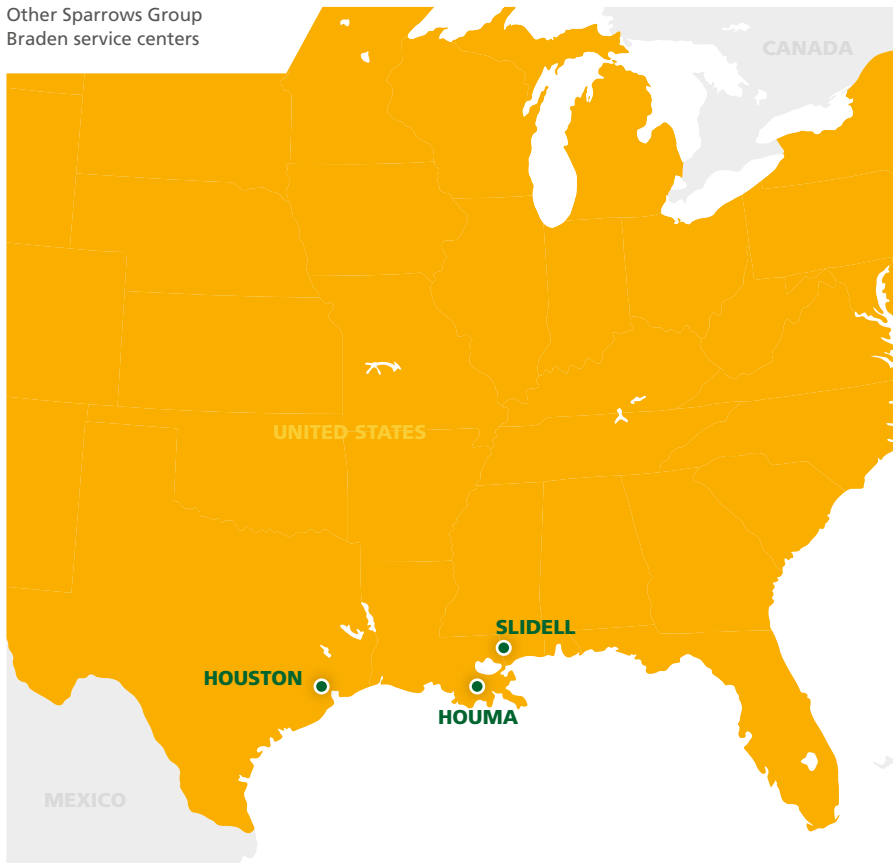 Other Sparrows Group
Braden service centers
CANADA
UNITED STATES
SLIDELL
HOUSTON
HOUMA
MEXICO